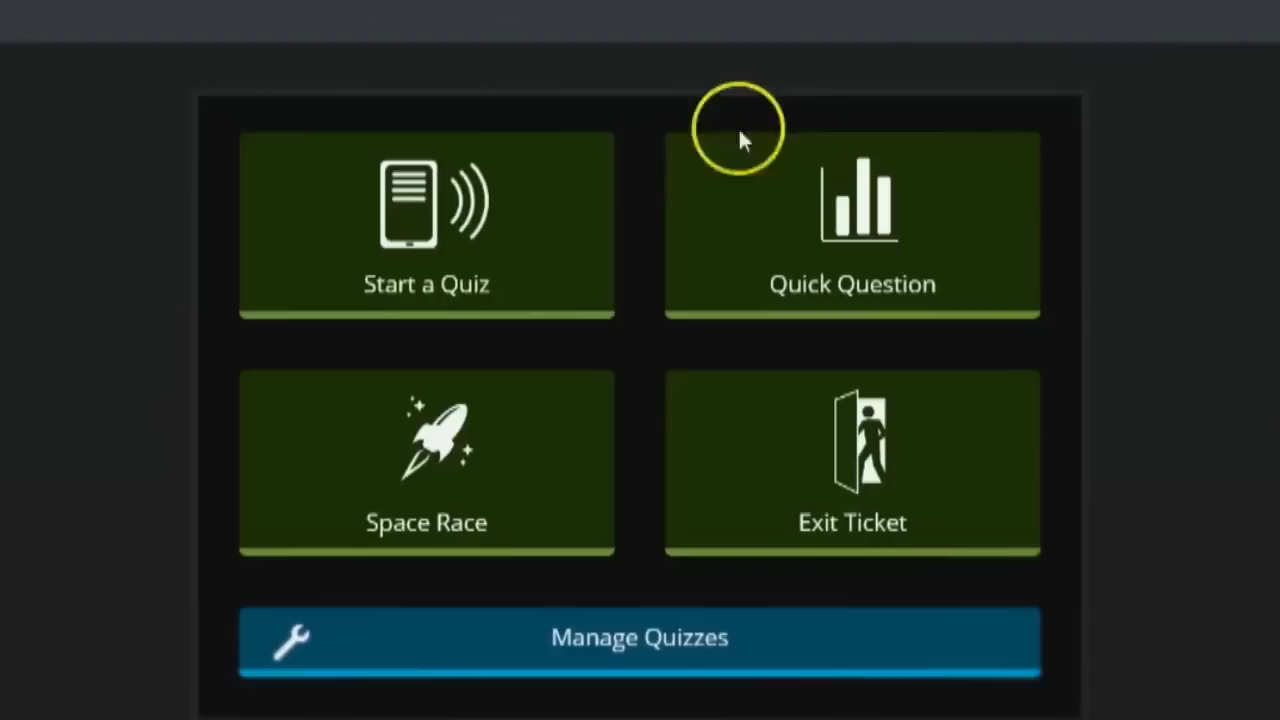 Start a Quiz
Quick Question
Space Race
Exit Ticket
Manage Quizzes